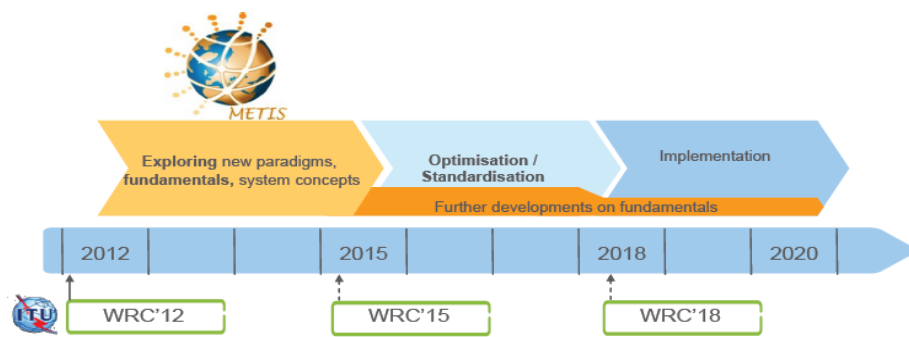 METIS
Exploring new paradigms,
fundamentals, system concepts
Optimisation /
Standardisation
Implementation
Further developments on fundamentals
2012
2015
2018
2020
ITU
WRC'12
WRC'15
WRC'18